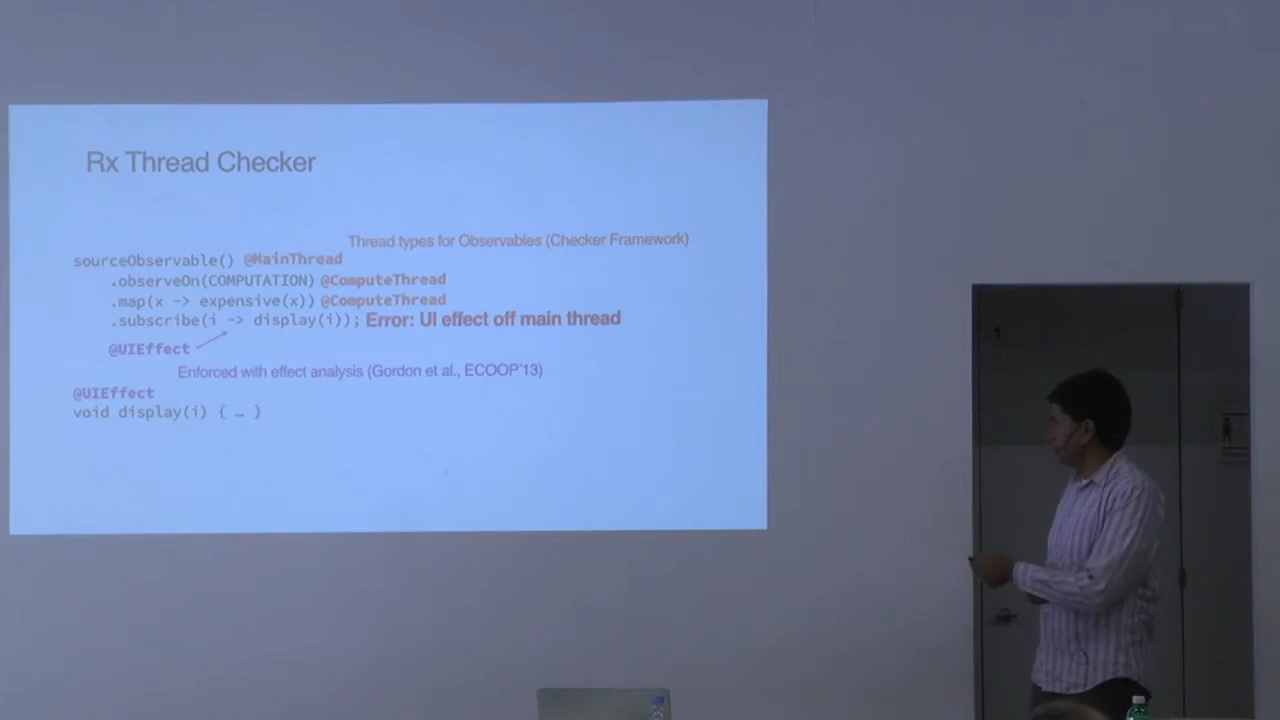 Rx Thread Checker
Thread types for Observables (Checker Framework)
sourceObservable() @MainThread
.observeOn(COMPUTATION) @ComputeThread
.map(x -> expensive(x)) @ComputeThread
.subscribe(i -> display(i)); Error: UI effect off main thread
@UIEffect
Enforced with effect analysis (Gordon et al., ECOOP'13)
@UIEffect
void display(i) { … }
1